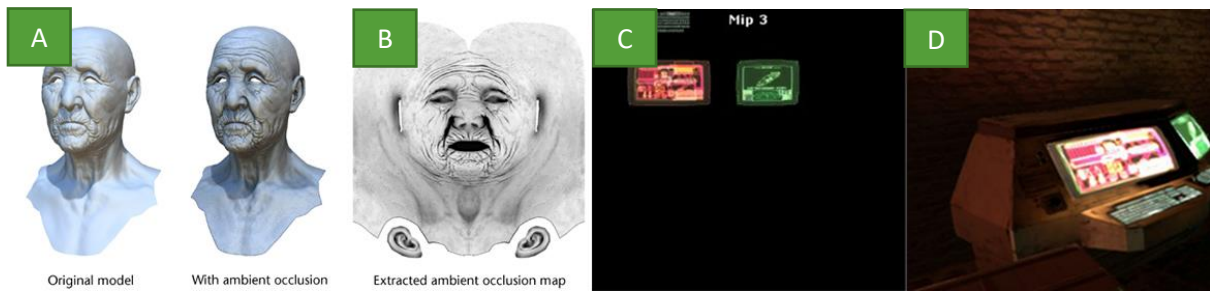 A
B
C
D
Mip 3
Original model
With ambient occlusion
Extracted ambient occlusion map